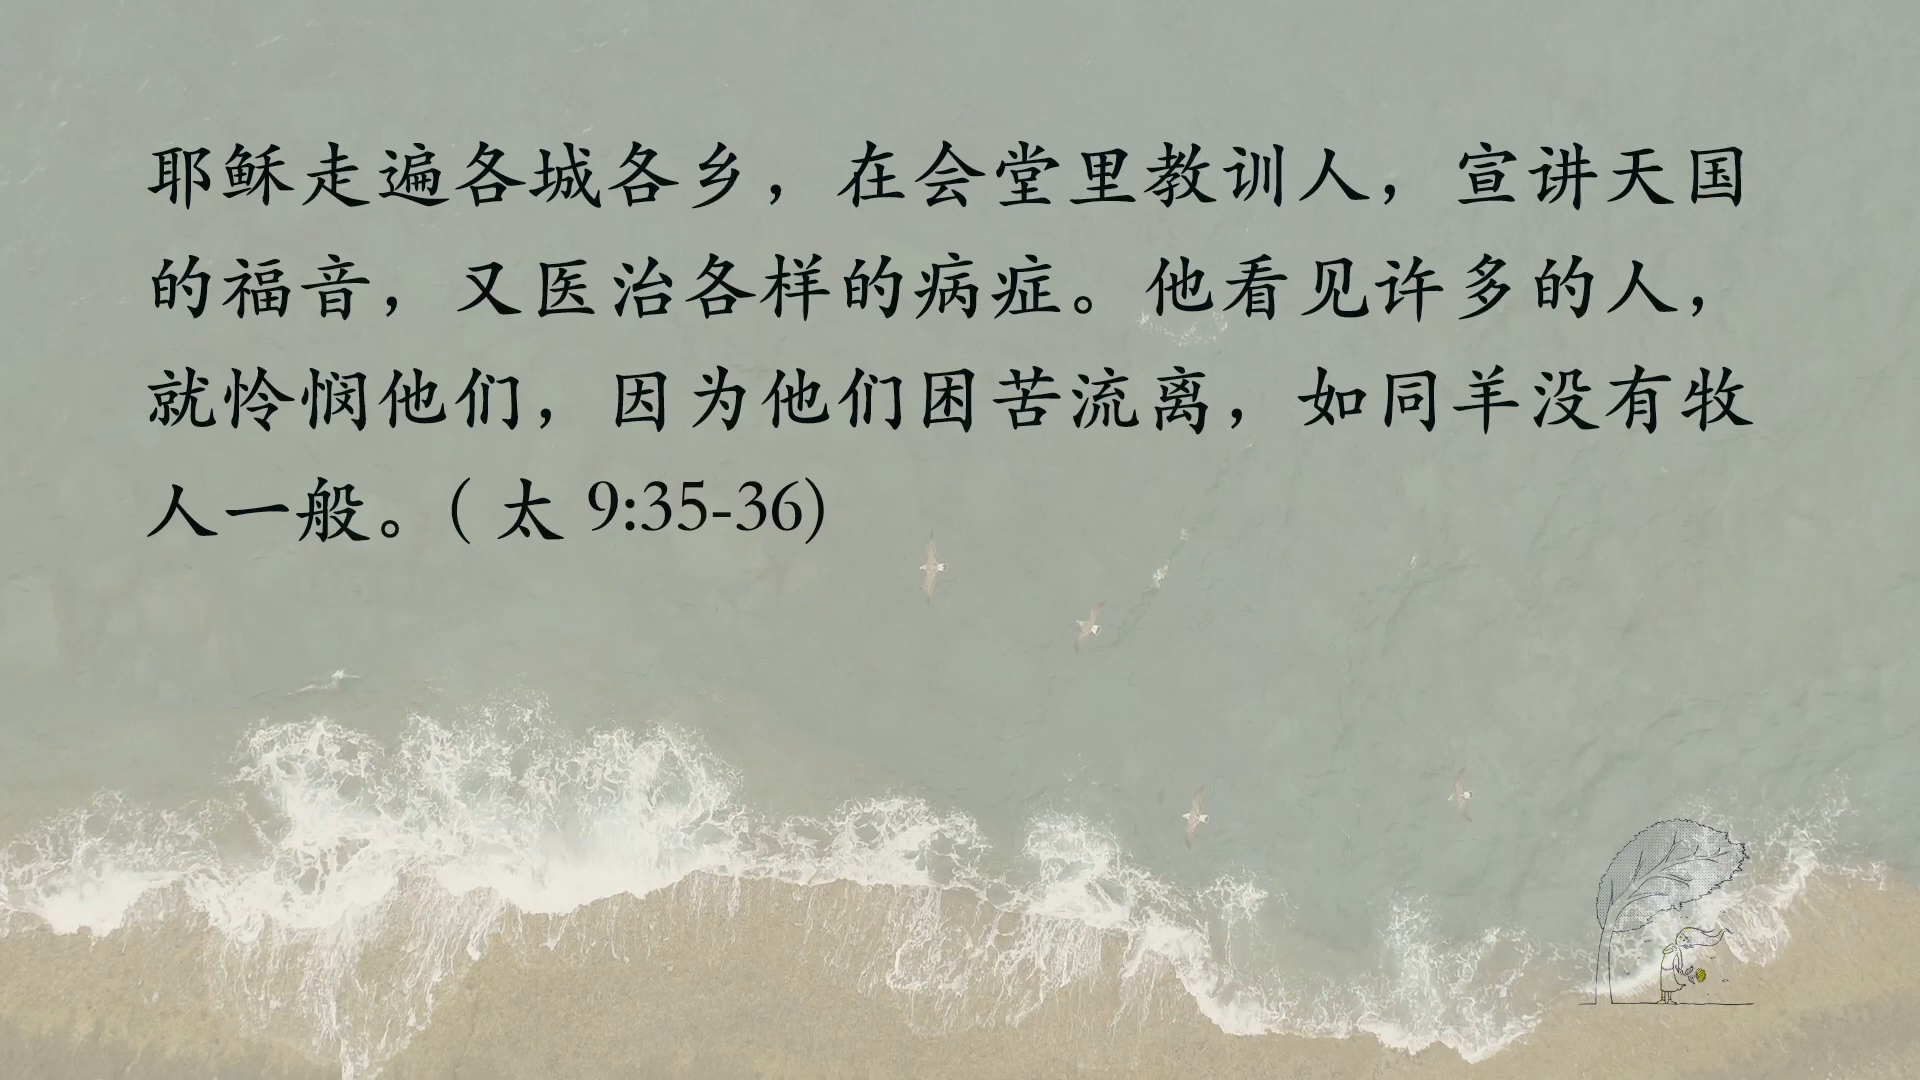 耶稣走遍各城各乡，在会堂里教训人，宣讲天国
的福音，又医治各样的病症。他看见许多的人，
就怜悯他们，因为他们困苦流离，如同羊没有牧
人一般。( 太 9:35-36)